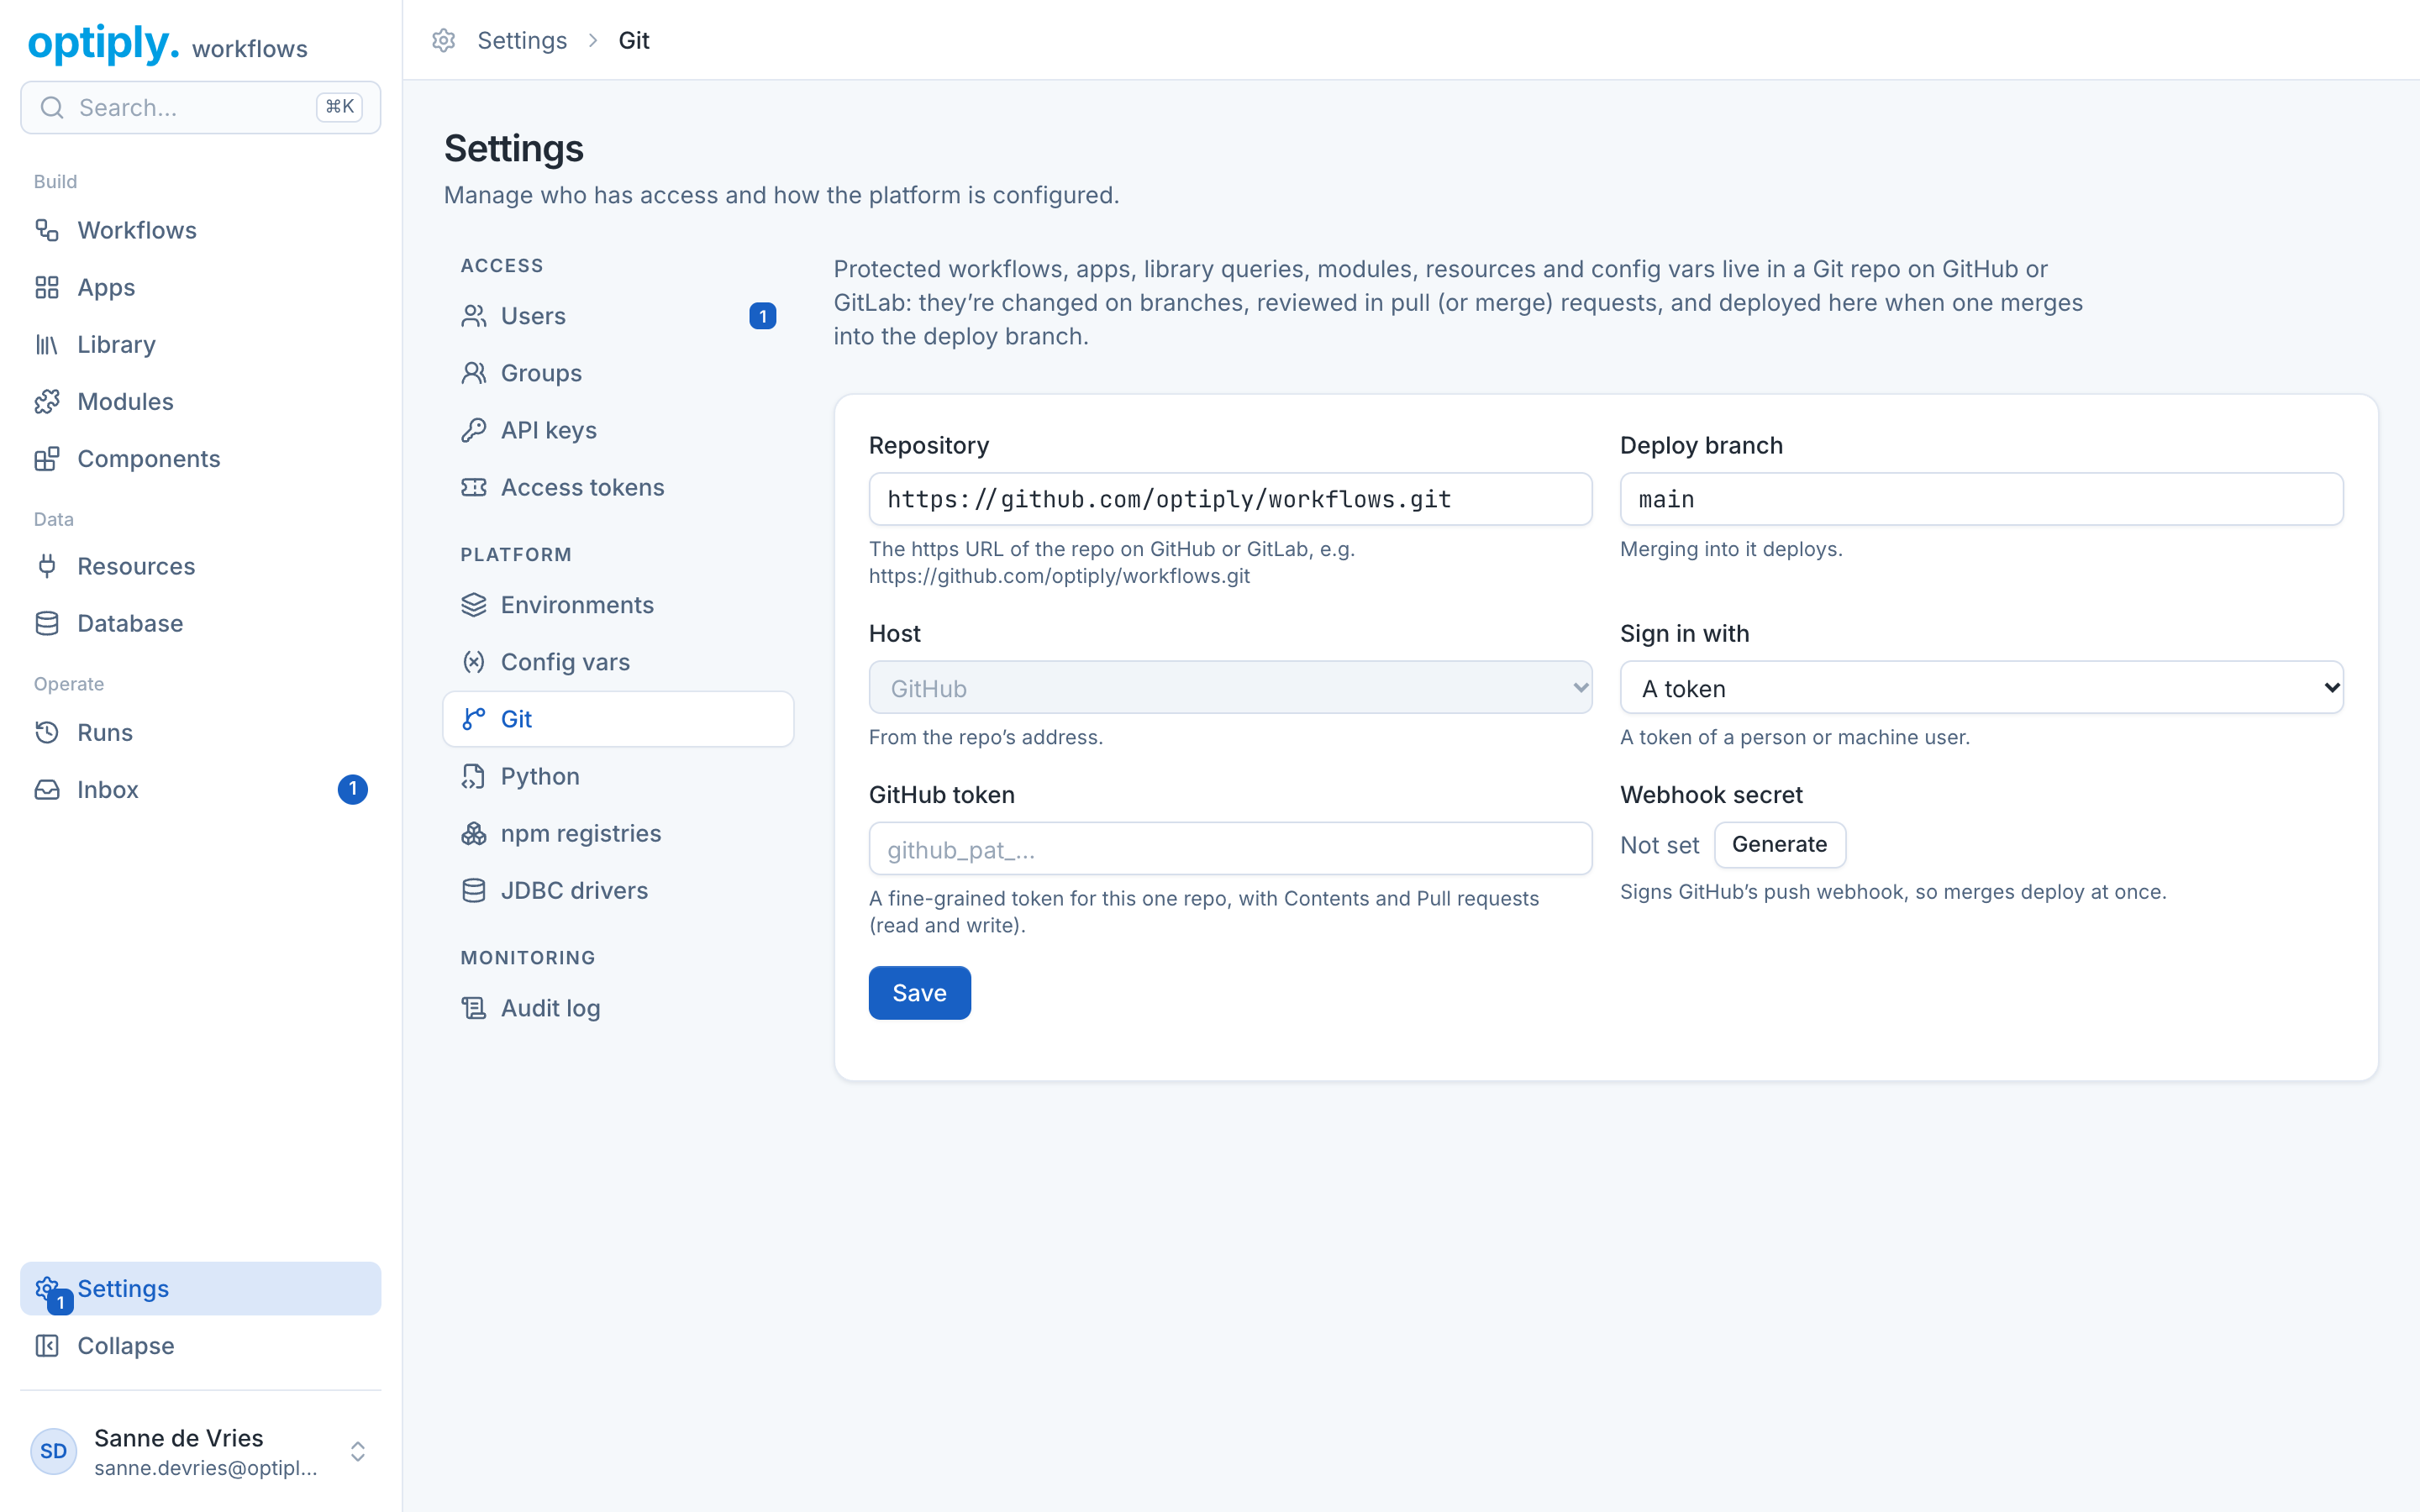 optiply. workflows
Search...
⌘K
Build
Workflows
Apps
Library
Modules
Components
Data
Resources
Database
Operate
Runs
Inbox
1
Settings
1
Collapse
SD
Sanne de Vries
sanne.devries@optipl...
Settings
Git
Settings
Manage who has access and how the platform is configured.
ACCESS
Users
1
Groups
API keys
Access tokens
PLATFORM
Environments
Config vars
Git
Python
npm registries
JDBC drivers
MONITORING
Audit log
Protected workflows, apps, library queries, modules, resources and config vars live in a Git repo on GitHub or
GitLab: they’re changed on branches, reviewed in pull (or merge) requests, and deployed here when one merges
into the deploy branch.
Repository
https://github.com/optiply/workflows.git
The https URL of the repo on GitHub or GitLab, e.g.
https://github.com/optiply/workflows.git
Deploy branch
main
Merging into it deploys.
Host
GitHub
From the repo’s address.
Sign in with
A token
A token of a person or machine user.
GitHub token
github_pat_...
A fine-grained token for this one repo, with Contents and Pull requests
(read and write).
Webhook secret
Not set
Generate
Signs GitHub’s push webhook, so merges deploy at once.
Save